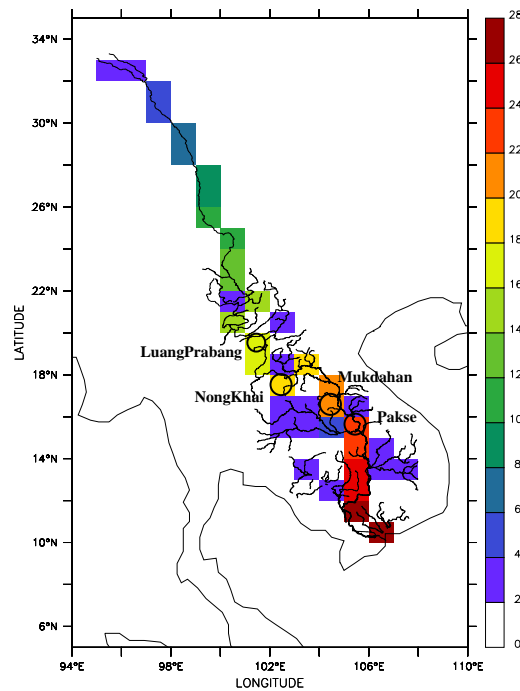 34°N
30°N
26°N
22°N
18°N
14°N
10°N
6°N
LATITUDE
94°E
98°E
102°E
106°E
110°E
LONGITUDE
LuangPrabang
NongKhai
Mukdahan
Pakse
28
26
24
22
20
18
16
14
12
10
8
6
4
2
0